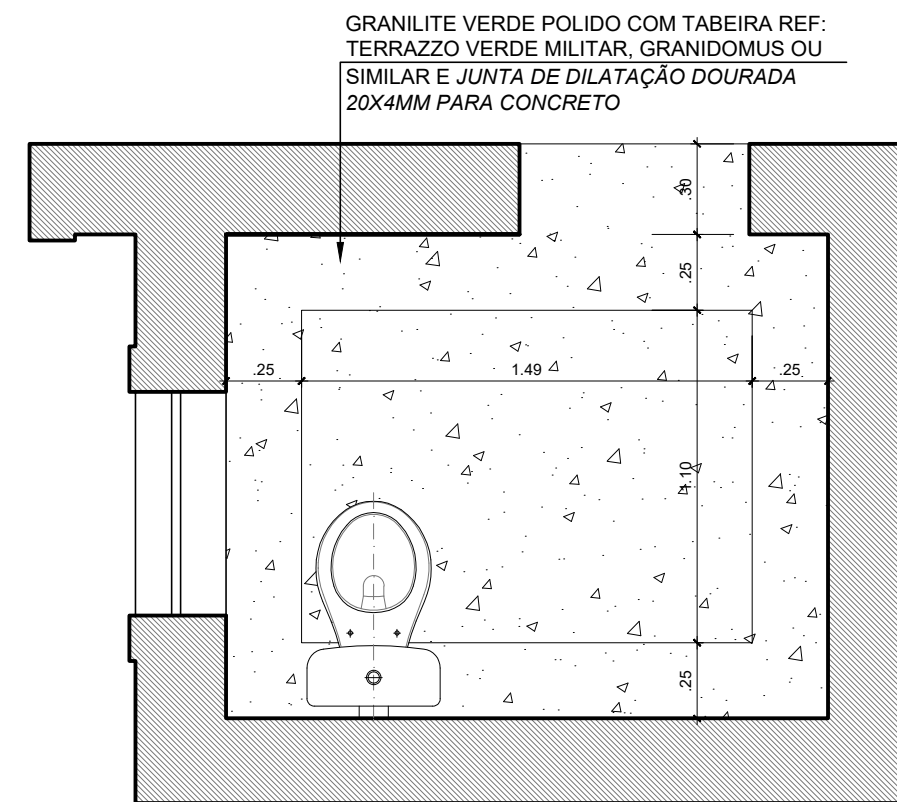 GRANILITE VERDE POLIDO COM TABEIRA REF:
TERRAZZO VERDE MILITAR, GRANIDOMUS OU
SIMILAR E JUNTA DE DILATAÇÃO DOURADA
20X4MM PARA CONCRETO
.30
.25
.25
1.49
.25
1.10
.25